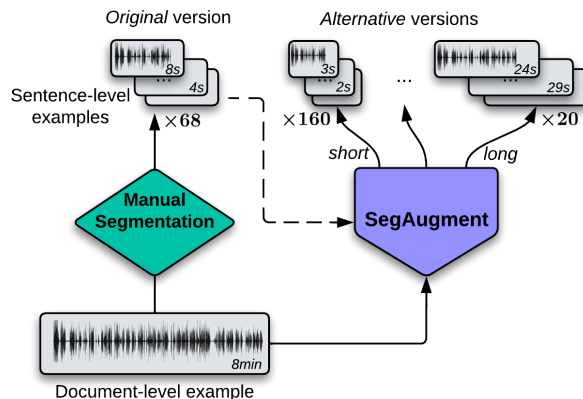 Original version
Alternative versions
8s
...
4s
3s
...
2s
...
24s
...
29s
Sentence-level
examples
×68
×160
×20
short
long
Manual
Segmentation
SegAugment
8min
Document-level example